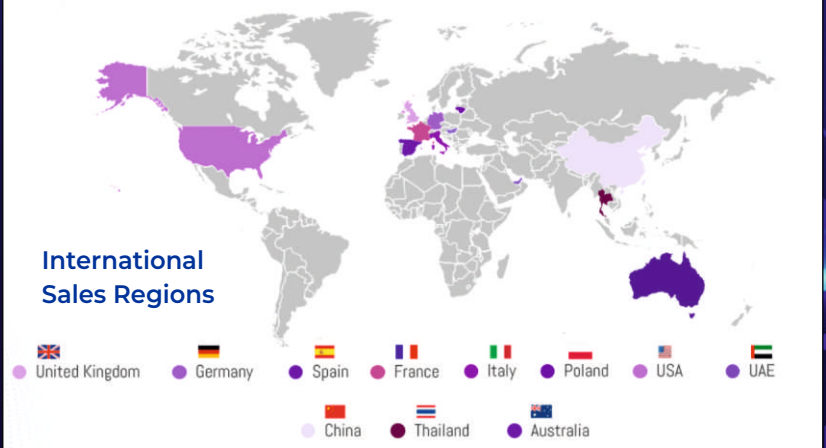 International
Sales Regions
United Kingdom
Germany
Spain
France
Italy
Poland
USA
UAE
China
Thailand
Australia